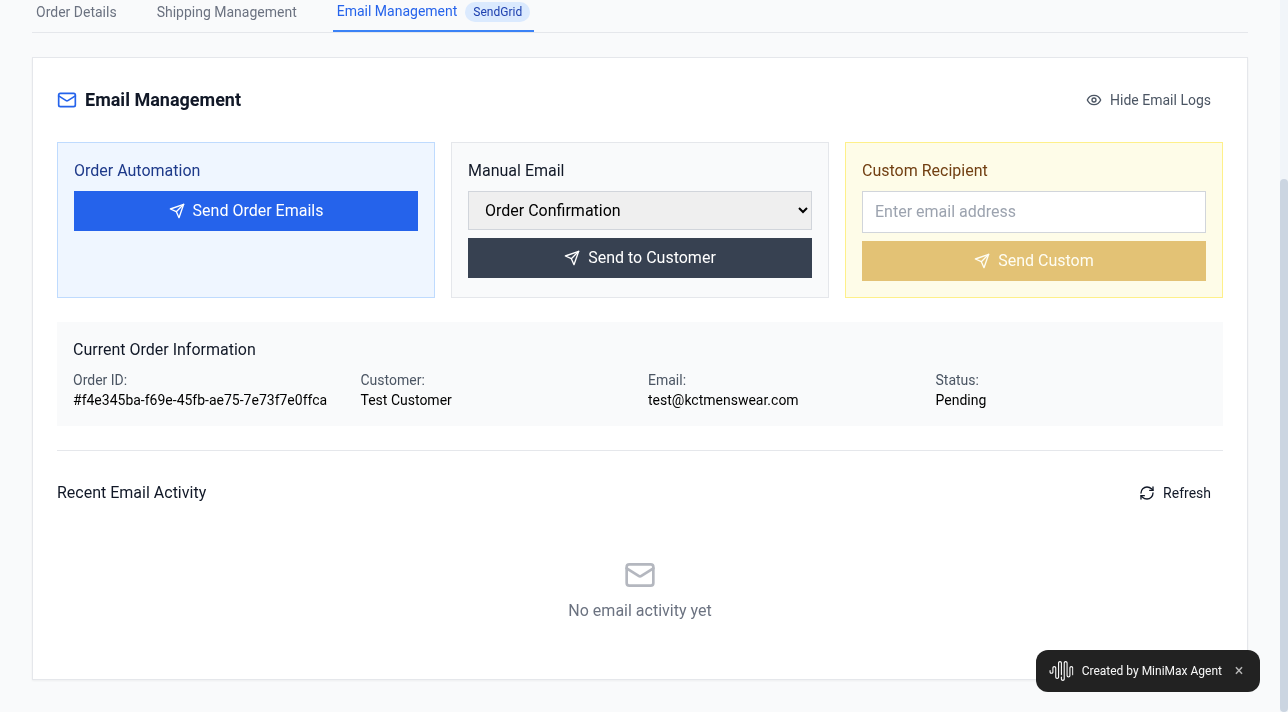 Order Details
Shipping Management
Email Management
SendGrid
Email Management
Hide Email Logs
Order Automation
Send Order Emails
Manual Email
Order Confirmation
Send to Customer
Custom Recipient
Enter email address
Send Custom
Current Order Information
Order ID:
#f4e345ba-f69e-45fb-ae75-7e73f7e0ffca
Customer:
Test Customer
Email:
test@kctmenswear.com
Status:
Pending
Recent Email Activity
Refresh
No email activity yet
Created by MiniMax Agent ×